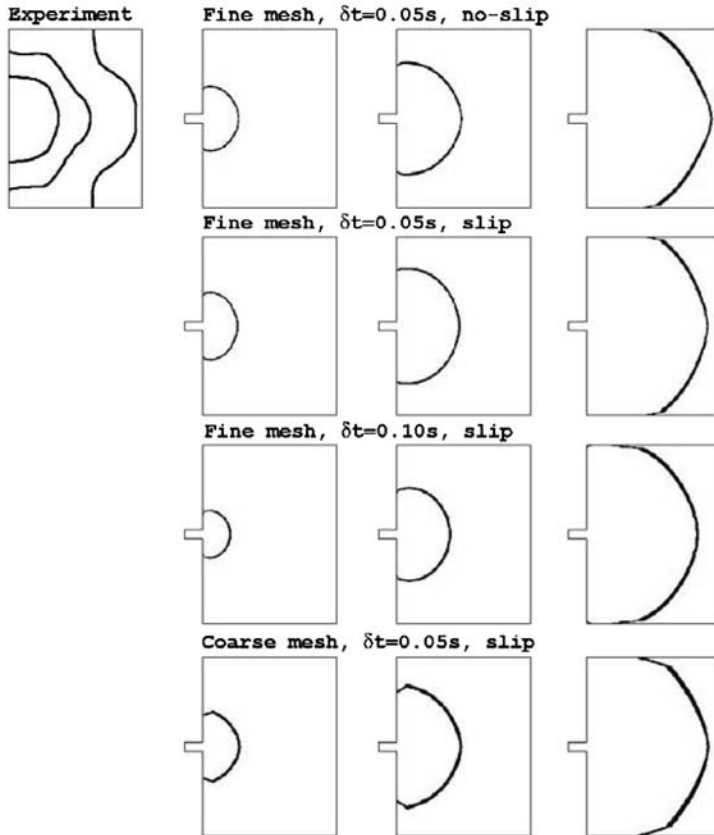 Experiment
Fine mesh, δt=0.05s, no-slip
Fine mesh, δt=0.05s, slip
Fine mesh, δt=0.10s, slip
Coarse mesh, δt=0.05s, slip